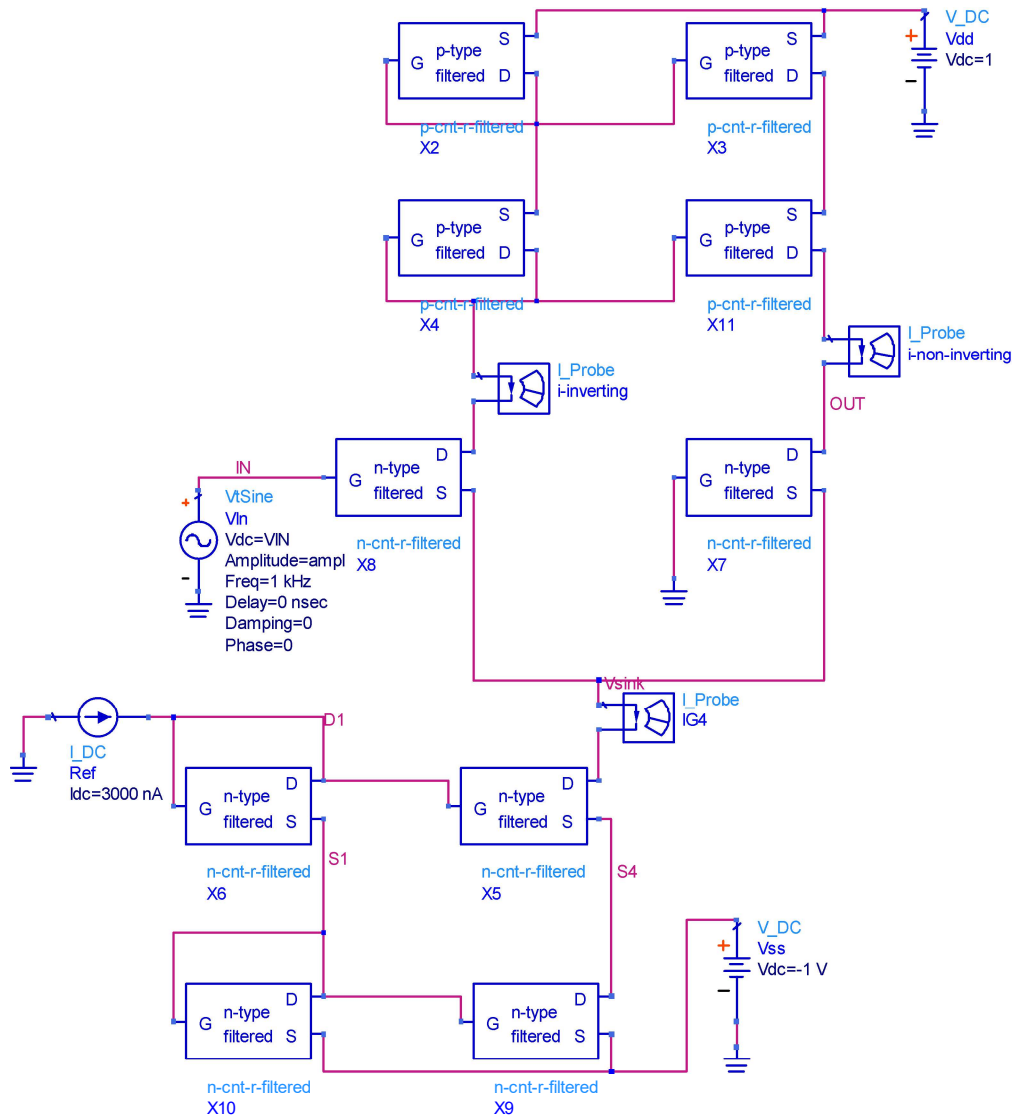 S
p-type
G
filtered
D
p-cnt-r-filtered
X2
S
p-type
G
filtered
D
p-cnt-r-filtered
X3
V_DC
+
Vdd
Vdc=1
−
S
p-type
G
filtered
D
p-cnt-r-filtered
X4
S
p-type
G
filtered
D
p-cnt-r-filtered
X11
I_Probe
i-inverting
I_Probe
i-non-inverting
OUT
IN
VtSine
+
VIn
Vdc=VIN
Amplitude=ampl
−
Freq=1 kHz
Delay=0 nsec
Damping=0
Phase=0
D
n-type
G
filtered
S
n-cnt-r-filtered
X8
D
n-type
G
filtered
S
n-cnt-r-filtered
X7
Vsink
I_Probe
IG4
D1
I_DC
Ref
Idc=3000 nA
D
n-type
G
filtered
S
n-cnt-r-filtered
X6
S1
D
n-type
G
filtered
S
n-cnt-r-filtered
X5
S4
V_DC
+
Vss
Vdc=-1 V
−
D
n-type
G
filtered
S
n-cnt-r-filtered
X10
D
n-type
G
filtered
S
n-cnt-r-filtered
X9